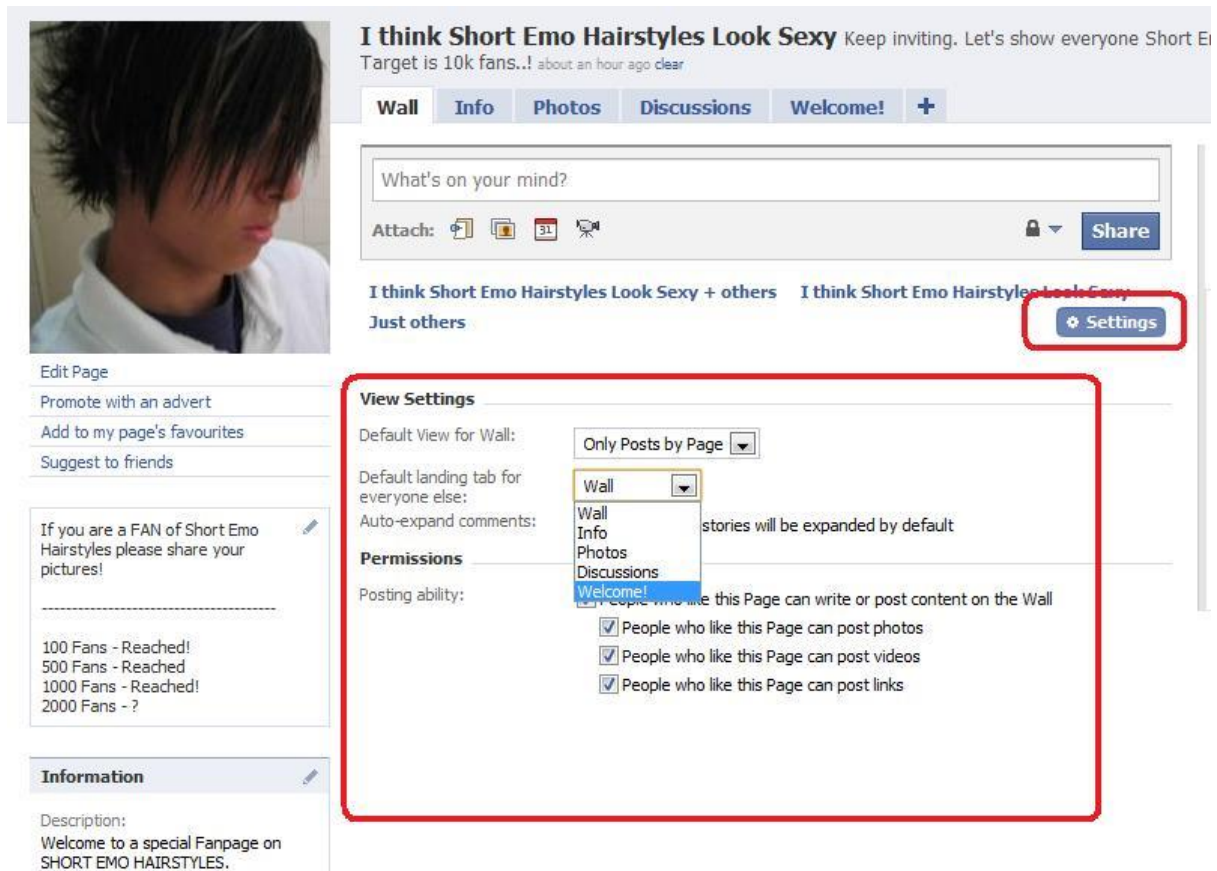 I think Short Emo Hairstyles Look Sexy Keep inviting. Let's show everyone Short
Target is 10k fans..! about an hour ago clear
Wall Info Photos Discussions Welcome! +
What's on your mind?
Attach: 31 Share
I think Short Emo Hairstyles Look Sexy + others I think Short Emo Hairstyles Look Sexy
Just others Settings
Edit Page
Promote with an advert
Add to my page's favourites
Suggest to friends
If you are a FAN of Short Emo
Hairstyles please share your
pictures!
----------------------------------------
100 Fans - Reached!
500 Fans - Reached
1000 Fans - Reached!
2000 Fans - ?
Information
Description:
Welcome to a special Fanpage on
SHORT EMO HAIRSTYLES.
View Settings
Default View for Wall: Only Posts by Page
Default landing tab for
everyone else: Wall
Wall
Info
Photos
Discussions
Welcome!
Auto-expand comments: stories will be expanded by default
Permissions
Posting ability: People who like this Page can write or post content on the Wall
People who like this Page can post photos
People who like this Page can post videos
People who like this Page can post links